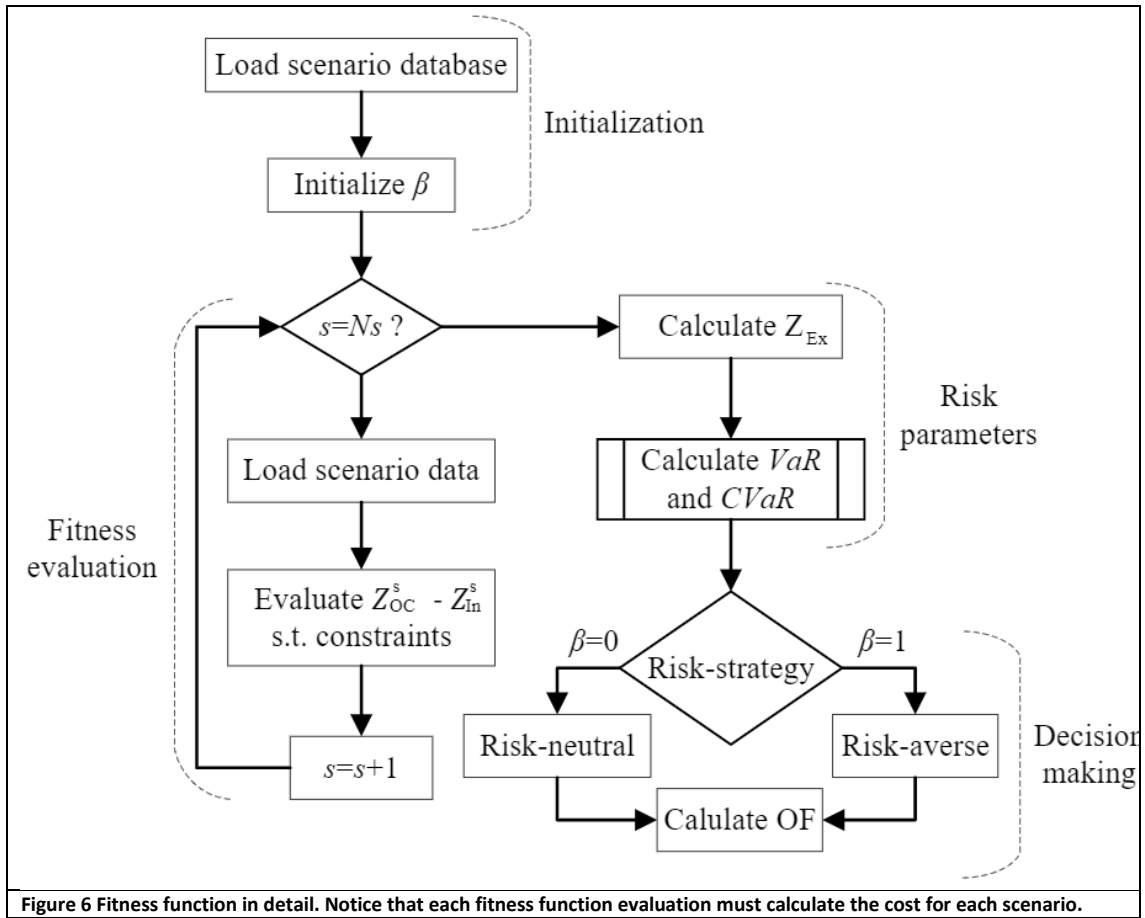 Load scenario database
Initialization
Initialize β
s=Ns ?
Calculate Z_Ex
Risk
parameters
Load scenario data
Calculate VaR
and CVaR
Fitness
evaluation
Evaluate Z^s_OC - Z^s_In
s.t. constraints
β=0
β=1
Risk-strategy
s=s+1
Risk-neutral
Risk-averse
Decision
making
Calulate OF
Figure 6 Fitness function in detail. Notice that each fitness function evaluation must calculate the cost for each scenario.